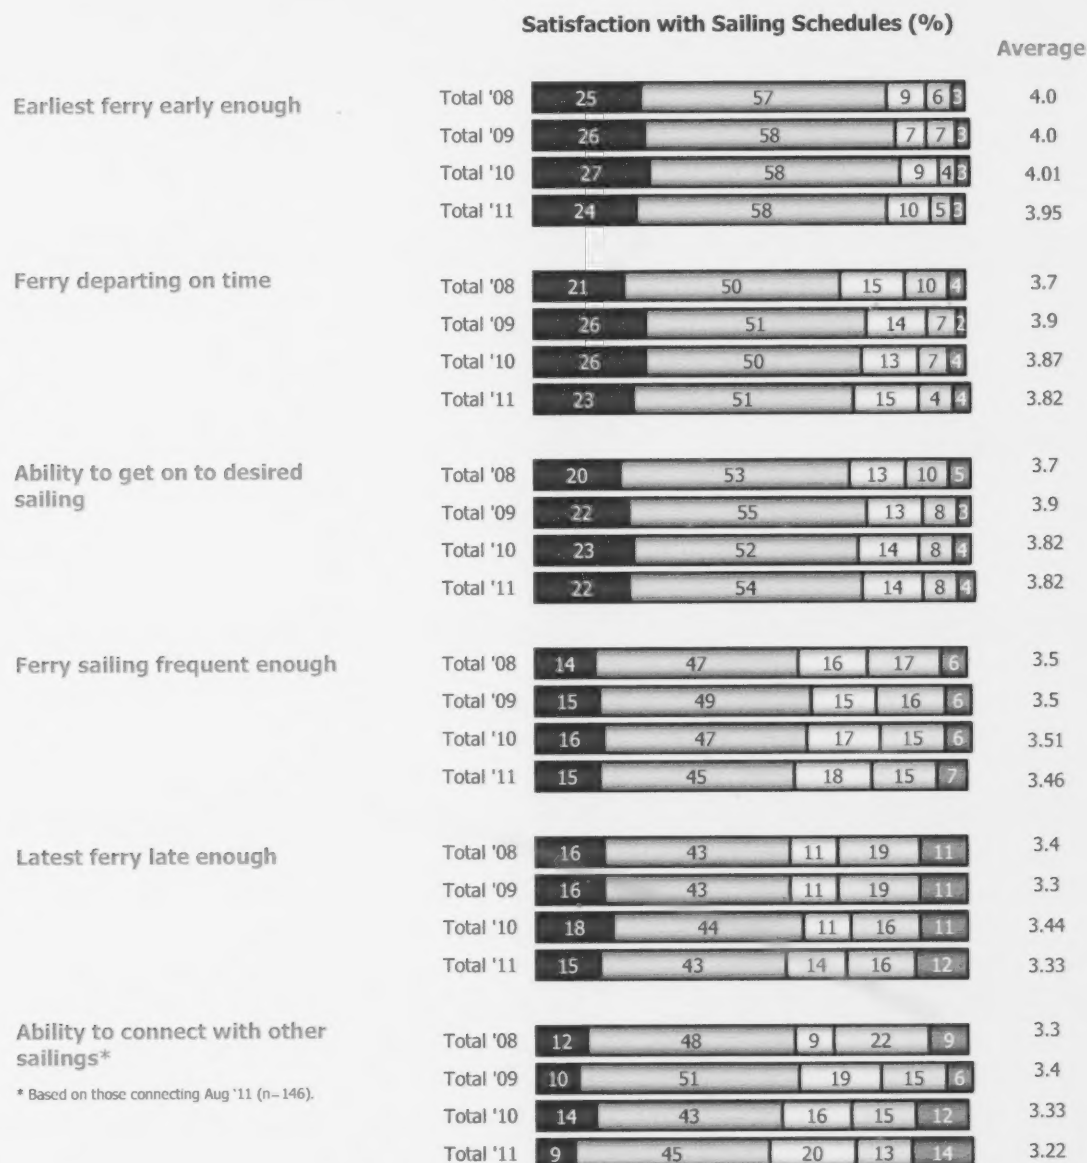 Satisfaction with Sailing Schedules (%)
Average
Earliest ferry early enough
Total '08 25 57 9 6 3 4.0
Total '09 26 58 7 7 3 4.0
Total '10 27 58 9 4 3 4.01
Total '11 24 58 10 5 3 3.95
Ferry departing on time
Total '08 21 50 15 10 4 3.7
Total '09 26 51 14 7 2 3.9
Total '10 26 50 13 7 4 3.87
Total '11 23 51 15 4 4 3.82
Ability to get on to desired
sailing
Total '08 20 53 13 10 5 3.7
Total '09 22 55 13 8 3 3.9
Total '10 23 52 14 8 4 3.82
Total '11 22 54 14 8 4 3.82
Ferry sailing frequent enough
Total '08 14 47 16 17 6 3.5
Total '09 15 49 15 16 6 3.5
Total '10 16 47 17 15 6 3.51
Total '11 15 45 18 15 7 3.46
Latest ferry late enough
Total '08 16 43 11 19 11 3.4
Total '09 16 43 11 19 11 3.3
Total '10 18 44 11 16 11 3.44
Total '11 15 43 14 16 12 3.33
Ability to connect with other
sailings*
* Based on those connecting Aug '11 (n=146).
Total '08 12 48 9 22 9 3.3
Total '09 10 51 19 15 6 3.4
Total '10 14 43 16 15 12 3.33
Total '11 9 45 20 13 14 3.22